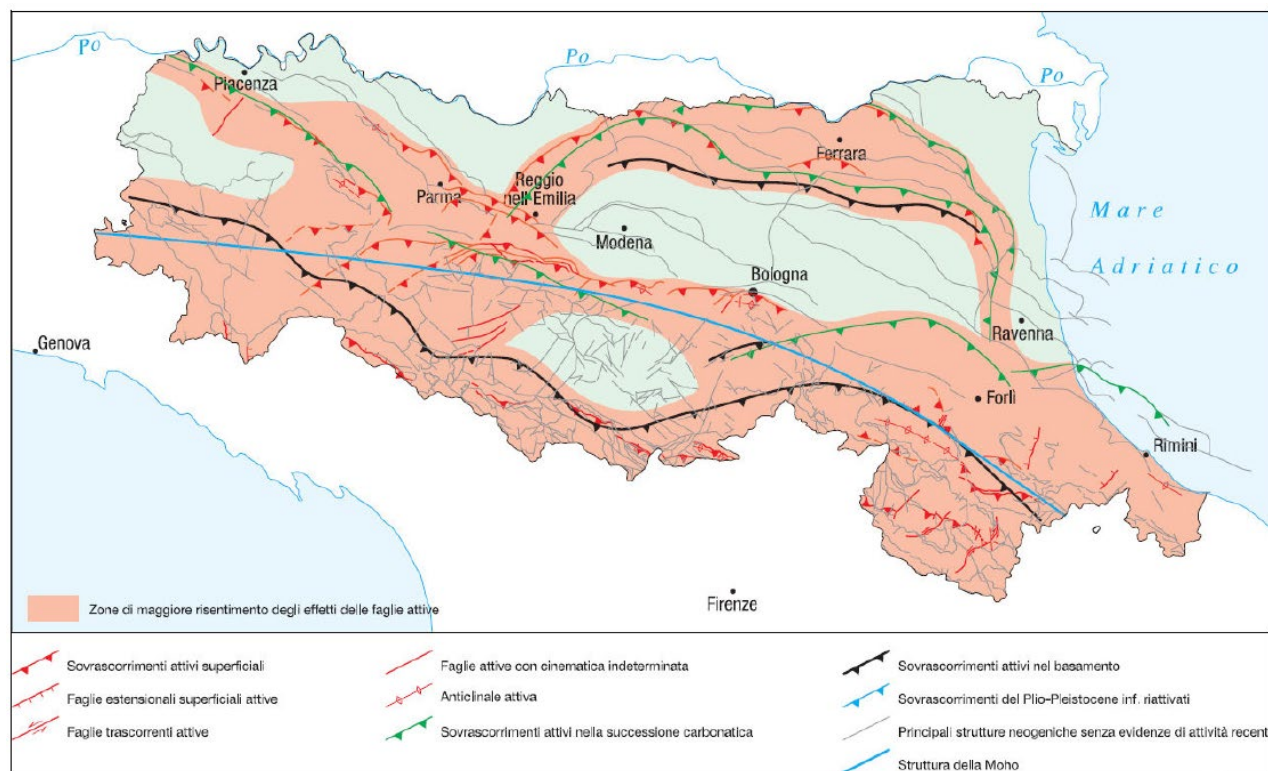 Po
Po
Po
Piacenza
Ferrara
Parma
Reggio
nell'Emilia
Modena
Mare
Adriatico
Bologna
Ravenna
Genova
Forlì
Rimini
Firenze
Zone di maggiore risentimento degli effetti delle faglie attive
Sovrascorrimenti attivi superficiali
Faglie estensionali superficiali attive
Faglie trascorrenti attive
Faglie attive con cinematica indeterminata
Anticlinale attiva
Sovrascorrimenti attivi nella successione carbonatica
Sovrascorrimenti attivi nel basamento
Sovrascorrimenti del Plio-Pleistocene inf. riattivati
Principali strutture neogeniche senza evidenze di attività recent
Struttura della Moho